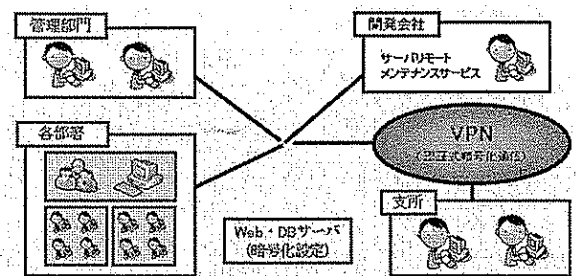 管理部門
開発会社
サーバリモート
メンテナンスサービス
各部署
VPN
支所
Web・DBサーバ
(暗号化設定)